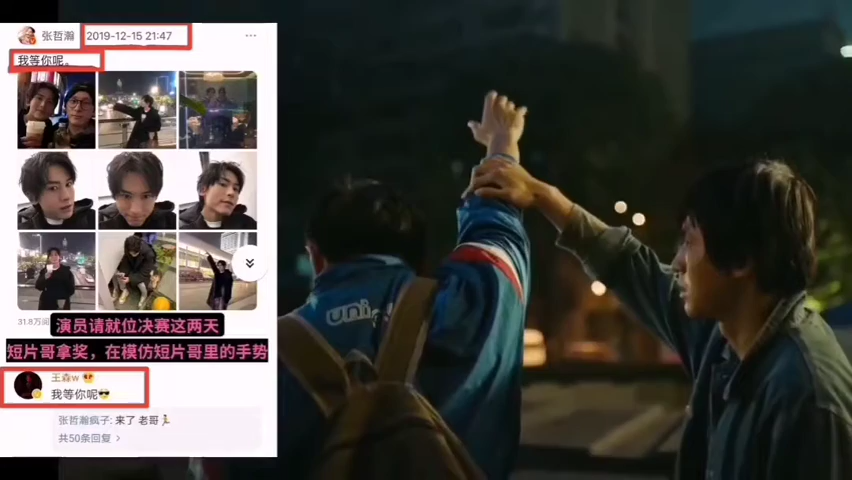 张哲瀚
2019-12-15 21:47
我等你呢。
31.8万阅
演员请就位决赛这两天
短片哥拿奖，在模仿短片哥里的手势
王森w
我等你呢
张哲瀚疯子: 来了 老哥
共50条回复